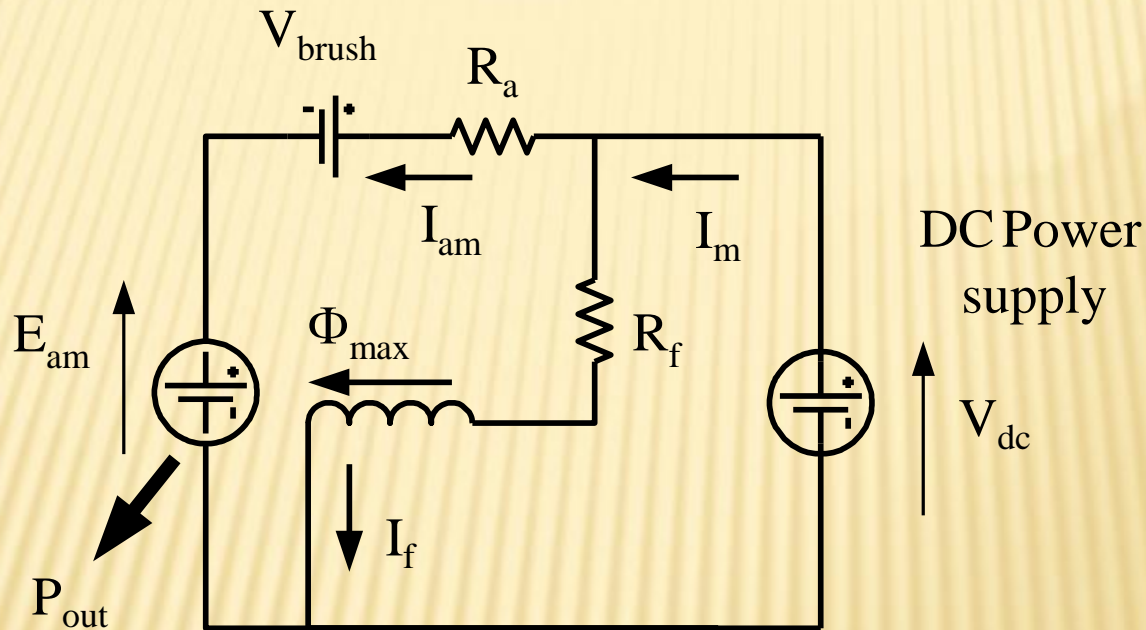 V_brush
R_a
I_am
I_m
DC Power
supply
E_am
Φ_max
R_f
V_dc
I_f
P_out